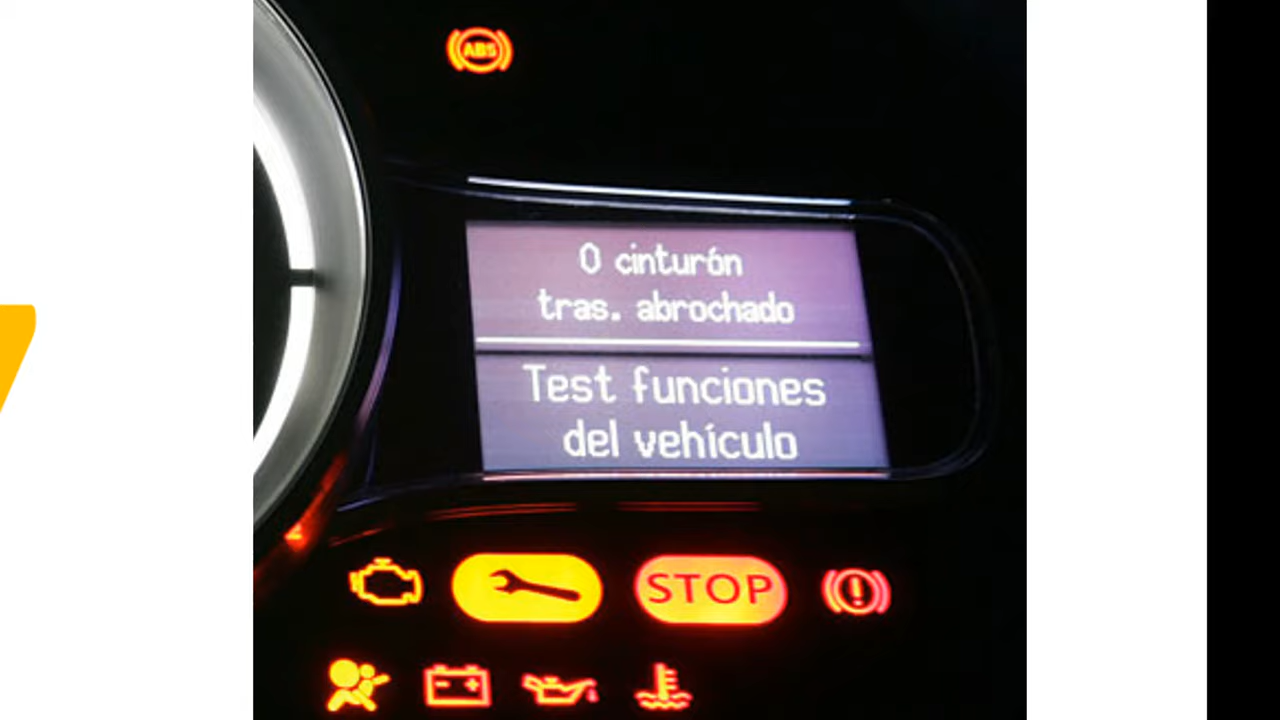 ABS
0 cinturón
tras. abrochado
Test funciones
del vehículo
STOP